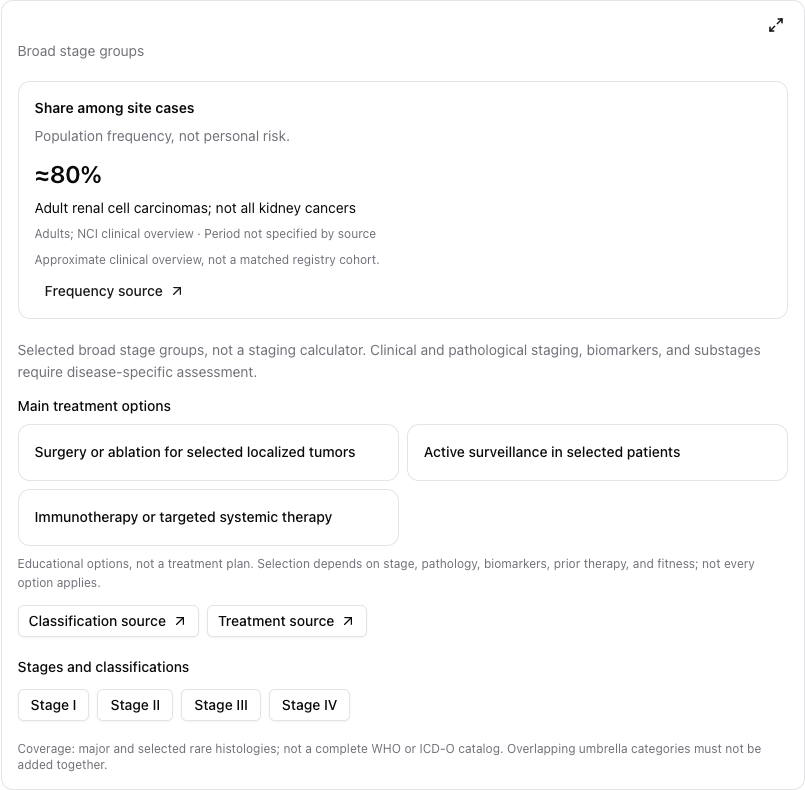 Broad stage groups
Share among site cases
Population frequency, not personal risk.
≈80%
Adult renal cell carcinomas; not all kidney cancers
Adults; NCI clinical overview · Period not specified by source
Approximate clinical overview, not a matched registry cohort.
Frequency source
Selected broad stage groups, not a staging calculator. Clinical and pathological staging, biomarkers, and substages
require disease-specific assessment.
Main treatment options
Surgery or ablation for selected localized tumors
Active surveillance in selected patients
Immunotherapy or targeted systemic therapy
Educational options, not a treatment plan. Selection depends on stage, pathology, biomarkers, prior therapy, and fitness; not every
option applies.
Classification source
Treatment source
Stages and classifications
Stage I
Stage II
Stage III
Stage IV
Coverage: major and selected rare histologies; not a complete WHO or ICD-O catalog. Overlapping umbrella categories must not be
added together.